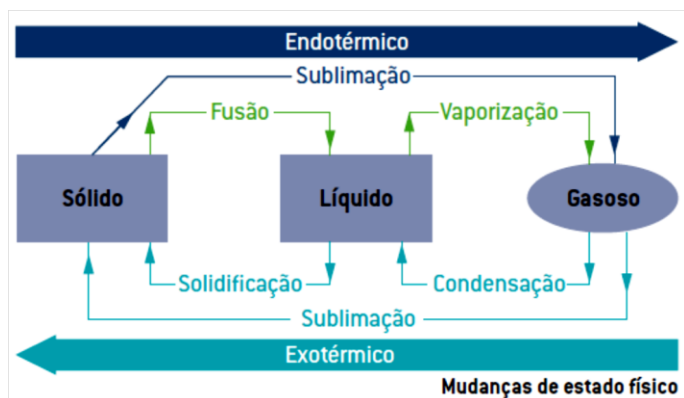 Endotérmico
Sublimação
Fusão
Vaporização
Sólido
Líquido
Gasoso
Solidificação
Condensação
Sublimação
Exotérmico
Mudanças de estado físico